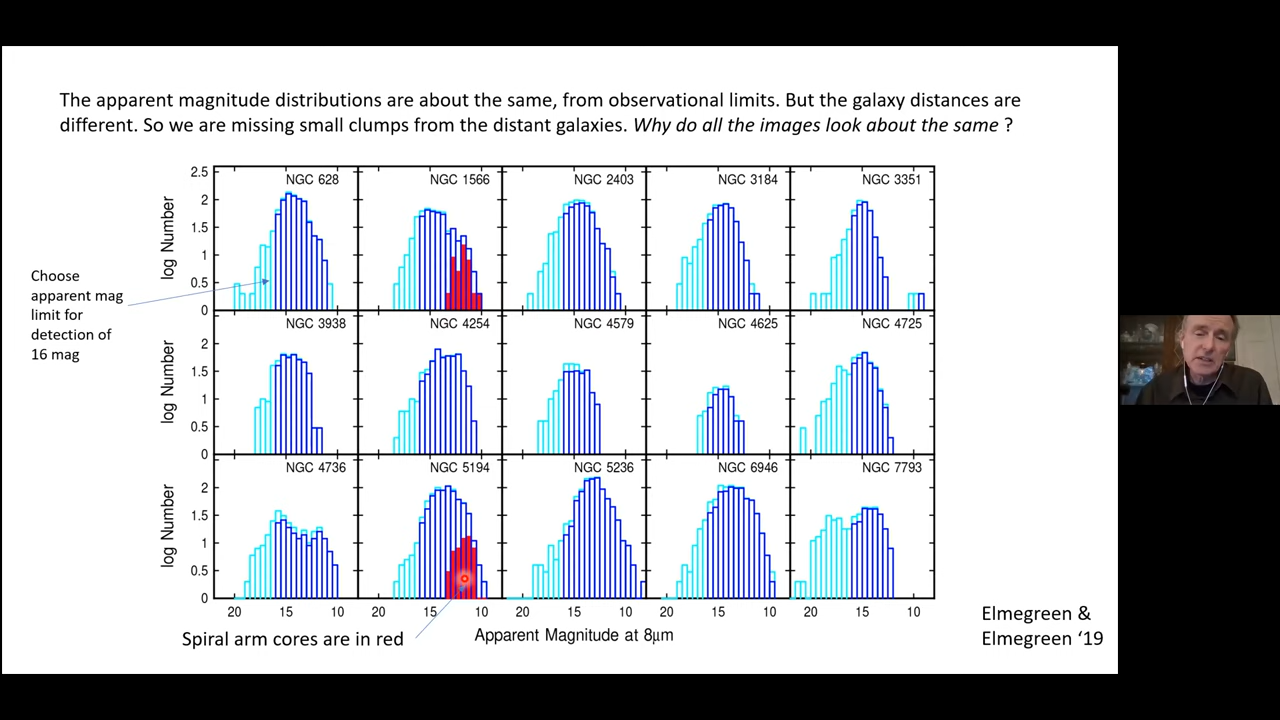 The apparent magnitude distributions are about the same, from observational limits. But the galaxy distances are
different. So we are missing small clumps from the distant galaxies. Why do all the images look about the same ?
Choose
apparent mag
limit for
detection of
16 mag
2.5
2
1.5
1
0.5
0
log Number
NGC 628
NGC 1566
NGC 2403
NGC 3184
NGC 3351
2
1.5
1
0.5
0
log Number
NGC 3938
NGC 4254
NGC 4579
NGC 4625
NGC 4725
2
1.5
1
0.5
0
log Number
NGC 4736
NGC 5194
NGC 5236
NGC 6946
NGC 7793
20 15 10 20 15 10 20 15 10 20 15 10 20 15 10
Apparent Magnitude at 8μm
Spiral arm cores are in red
Elmegreen &
Elmegreen ‘19